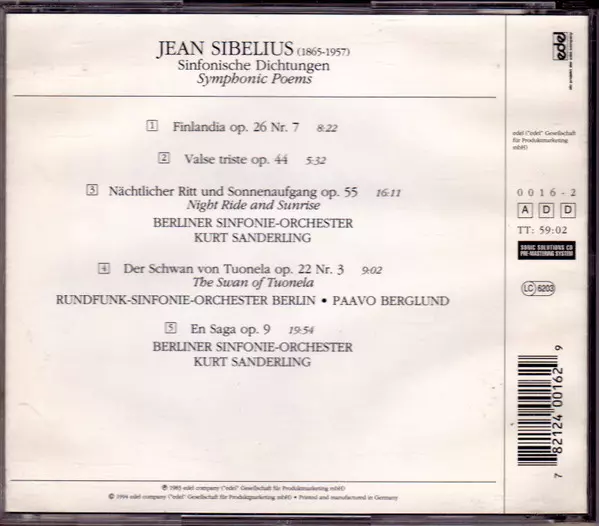 JEAN SIBELIUS (1865-1957)
Sinfonische Dichtungen
Symphonic Poems
1 Finlandia op. 26 Nr. 7 8:22
2 Valse triste op. 44 5:32
3 Nächtlicher Ritt und Sonnenaufgang op. 55 16:11
Night Ride and Sunrise
BERLINER SINFONIE-ORCHESTER
KURT SANDERLING
4 Der Schwan von Tuonela op. 22 Nr. 3 9:02
The Swan of Tuonela
RUNDFUNK-SINFONIE-ORCHESTER BERLIN • PAAVO BERGLUND
5 En Saga op. 9 19:54
BERLINER SINFONIE-ORCHESTER
KURT SANDERLING
℗ 1985 edel company ("edel" Gesellschaft für Produktmarketing mbH)
© 1994 edel company ("edel" Gesellschaft für Produktmarketing mbH) • Printed and manufactured in Germany
edel
edel ("edel" Gesellschaft
für Produktmarketing
mbH)
0016-2
A D D
TT: 59:02
SONIC SOLUTIONS CD
PRE-MASTERING SYSTEM
LC 6203
7 82124 00162 9